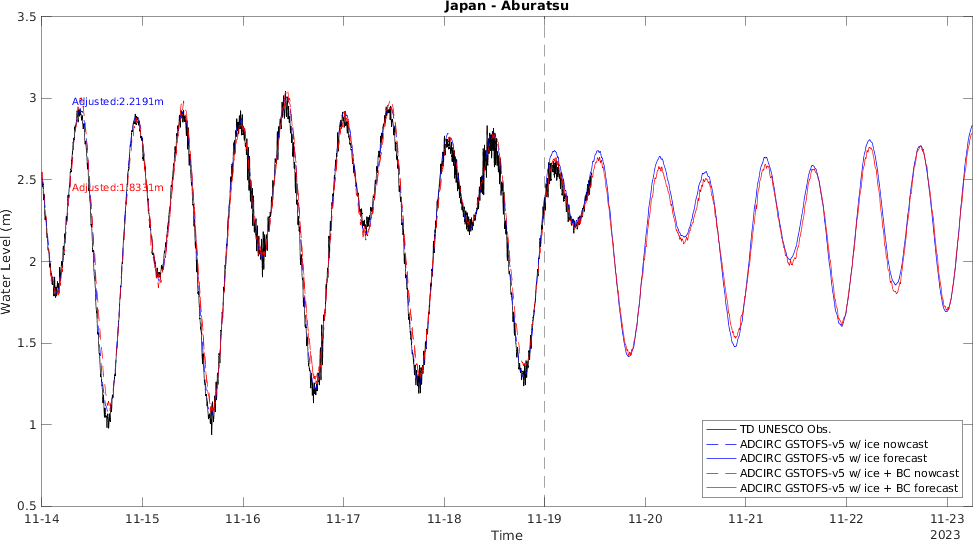 Japan - Aburatsu
3.5
3
2.5
2
1.5
1
0.5
Water Level (m)
Adjusted:2.2191m
Adjusted:1.8331m
TD UNESCO Obs.
ADCIRC GSTOFS-v5 w/ ice nowcast
ADCIRC GSTOFS-v5 w/ ice forecast
ADCIRC GSTOFS-v5 w/ ice + BC nowcast
ADCIRC GSTOFS-v5 w/ ice + BC forecast
11-14 11-15 11-16 11-17 11-18 11-19 11-20 11-21 11-22 11-23
2023
Time